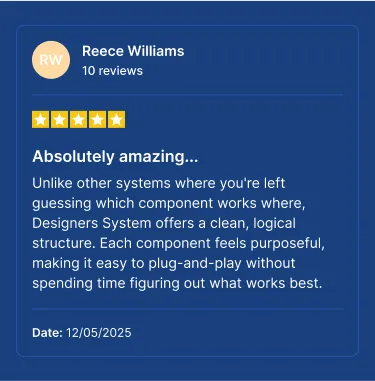 RW
Reece Williams
10 reviews
Absolutely amazing...
Unlike other systems where you're left
guessing which component works where,
Designers System offers a clean, logical
structure. Each component feels purposeful,
making it easy to plug-and-play without
spending time figuring out what works best.
Date: 12/05/2025